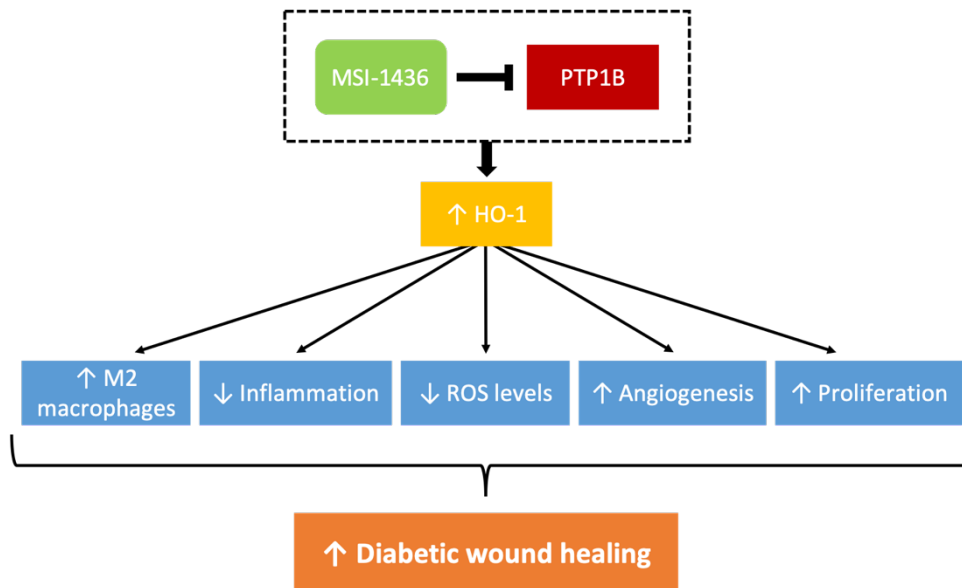 MSI-1436
PTP1B
↑ HO-1
↑ M2
macrophages
↓ Inflammation
↓ ROS levels
↑ Angiogenesis
↑ Proliferation
↑ Diabetic wound healing